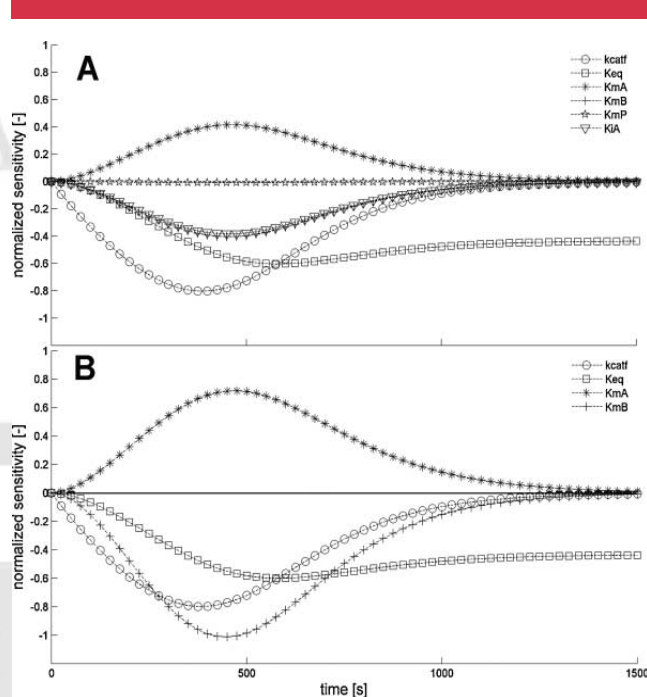 A
1
0.8
0.6
0.4
0.2
0
-0.2
-0.4
-0.6
-0.8
-1
normalized sensitivity [-]
kcatf
Keq
KmA
KmB
KmP
KiA
B
1
0.8
0.6
0.4
0.2
0
-0.2
-0.4
-0.6
-0.8
-1
normalized sensitivity [-]
kcatf
Keq
KmA
KmB
0
500
1000
1500
time [s]